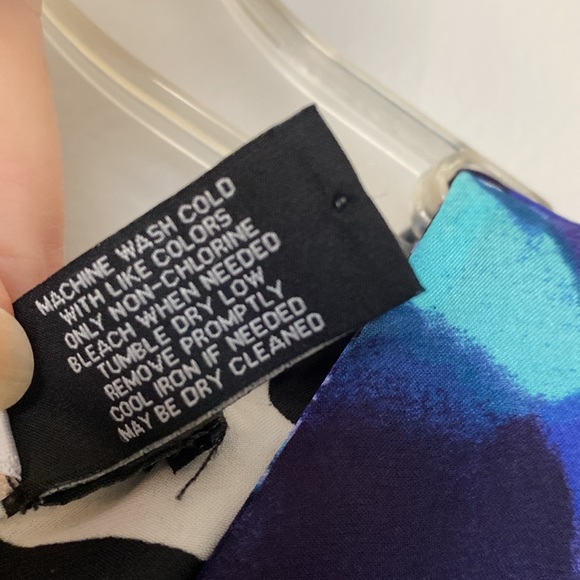 MACHINE WASH COLD
WITH LIKE COLORS
ONLY NON-CHLORINE
BLEACH WHEN NEEDED
TUMBLE DRY LOW
REMOVE PROMPTLY
COOL IRON IF NEEDED
MAY BE DRY CLEANED